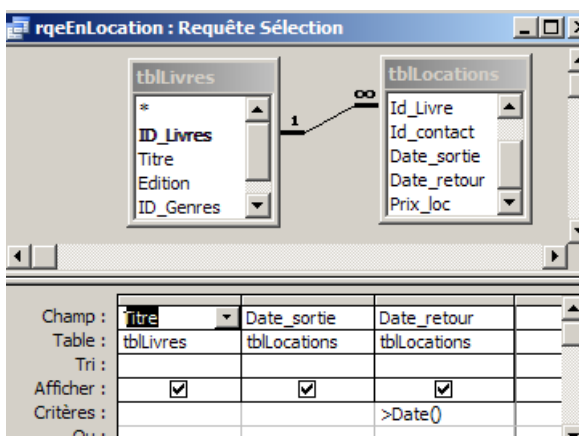 rqeEnLocation : Requête Sélection
tblLivres
*
ID_Livres
Titre
Edition
ID_Genres
1
∞
tblLocations
Id_Livre
Id_contact
Date_sortie
Date_retour
Prix_loc
Champ : Titre Date_sortie Date_retour
Table : tblLivres tblLocations tblLocations
Tri :
Afficher :
Critères : >Date()
Ou :